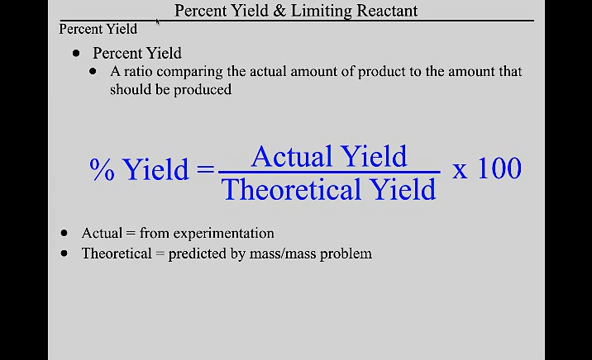 Percent Yield & Limiting Reactant
Percent Yield
• Percent Yield
• A ratio comparing the actual amount of product to the amount that
should be produced
% Yield = Actual Yield / Theoretical Yield x 100
• Actual = from experimentation
• Theoretical = predicted by mass/mass problem